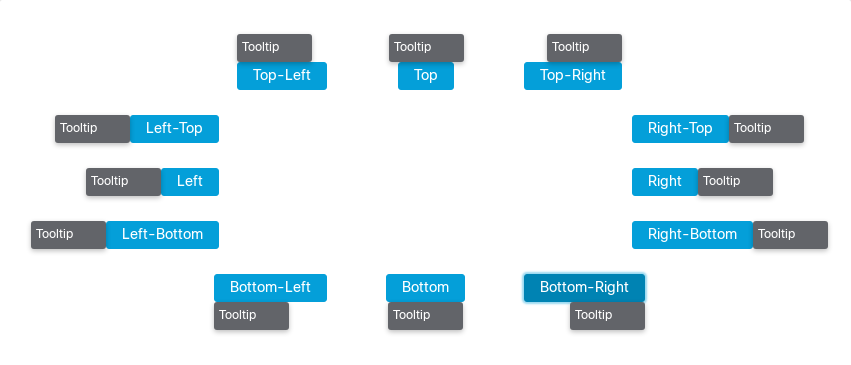 Tooltip Tooltip Tooltip
Top-Left Top Top-Right
Tooltip Left-Top Right-Top Tooltip
Tooltip Left Right Tooltip
Tooltip Left-Bottom Right-Bottom Tooltip
Bottom-Left Bottom Bottom-Right
Tooltip Tooltip Tooltip